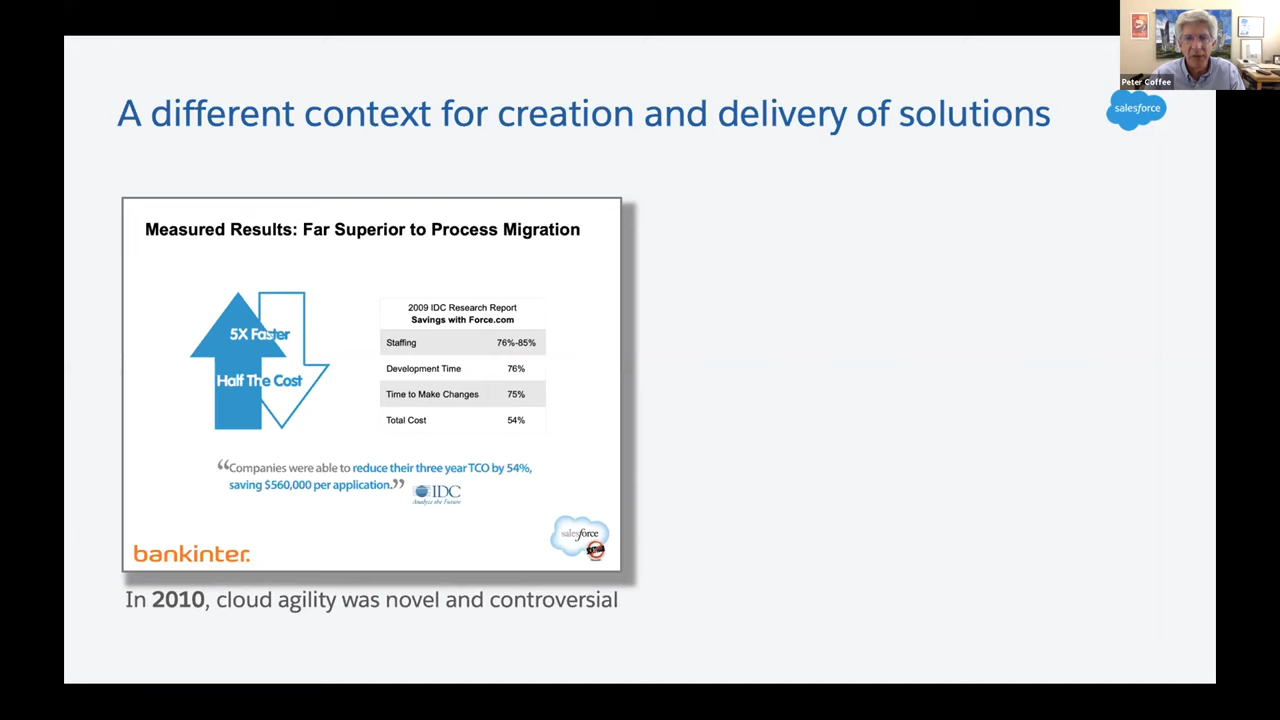 Peter Coffee
A different context for creation and delivery of solutions
salesforce
Measured Results: Far Superior to Process Migration
5X Faster
Half The Cost
2009 IDC Research Report
Savings with Force.com
Staffing 76%-85%
Development Time 76%
Time to Make Changes 75%
Total Cost 54%
“Companies were able to reduce their three year TCO by 54%,
saving $560,000 per application.”
IDC
Analyze the Future
bankinter.
salesforce
In 2010, cloud agility was novel and controversial